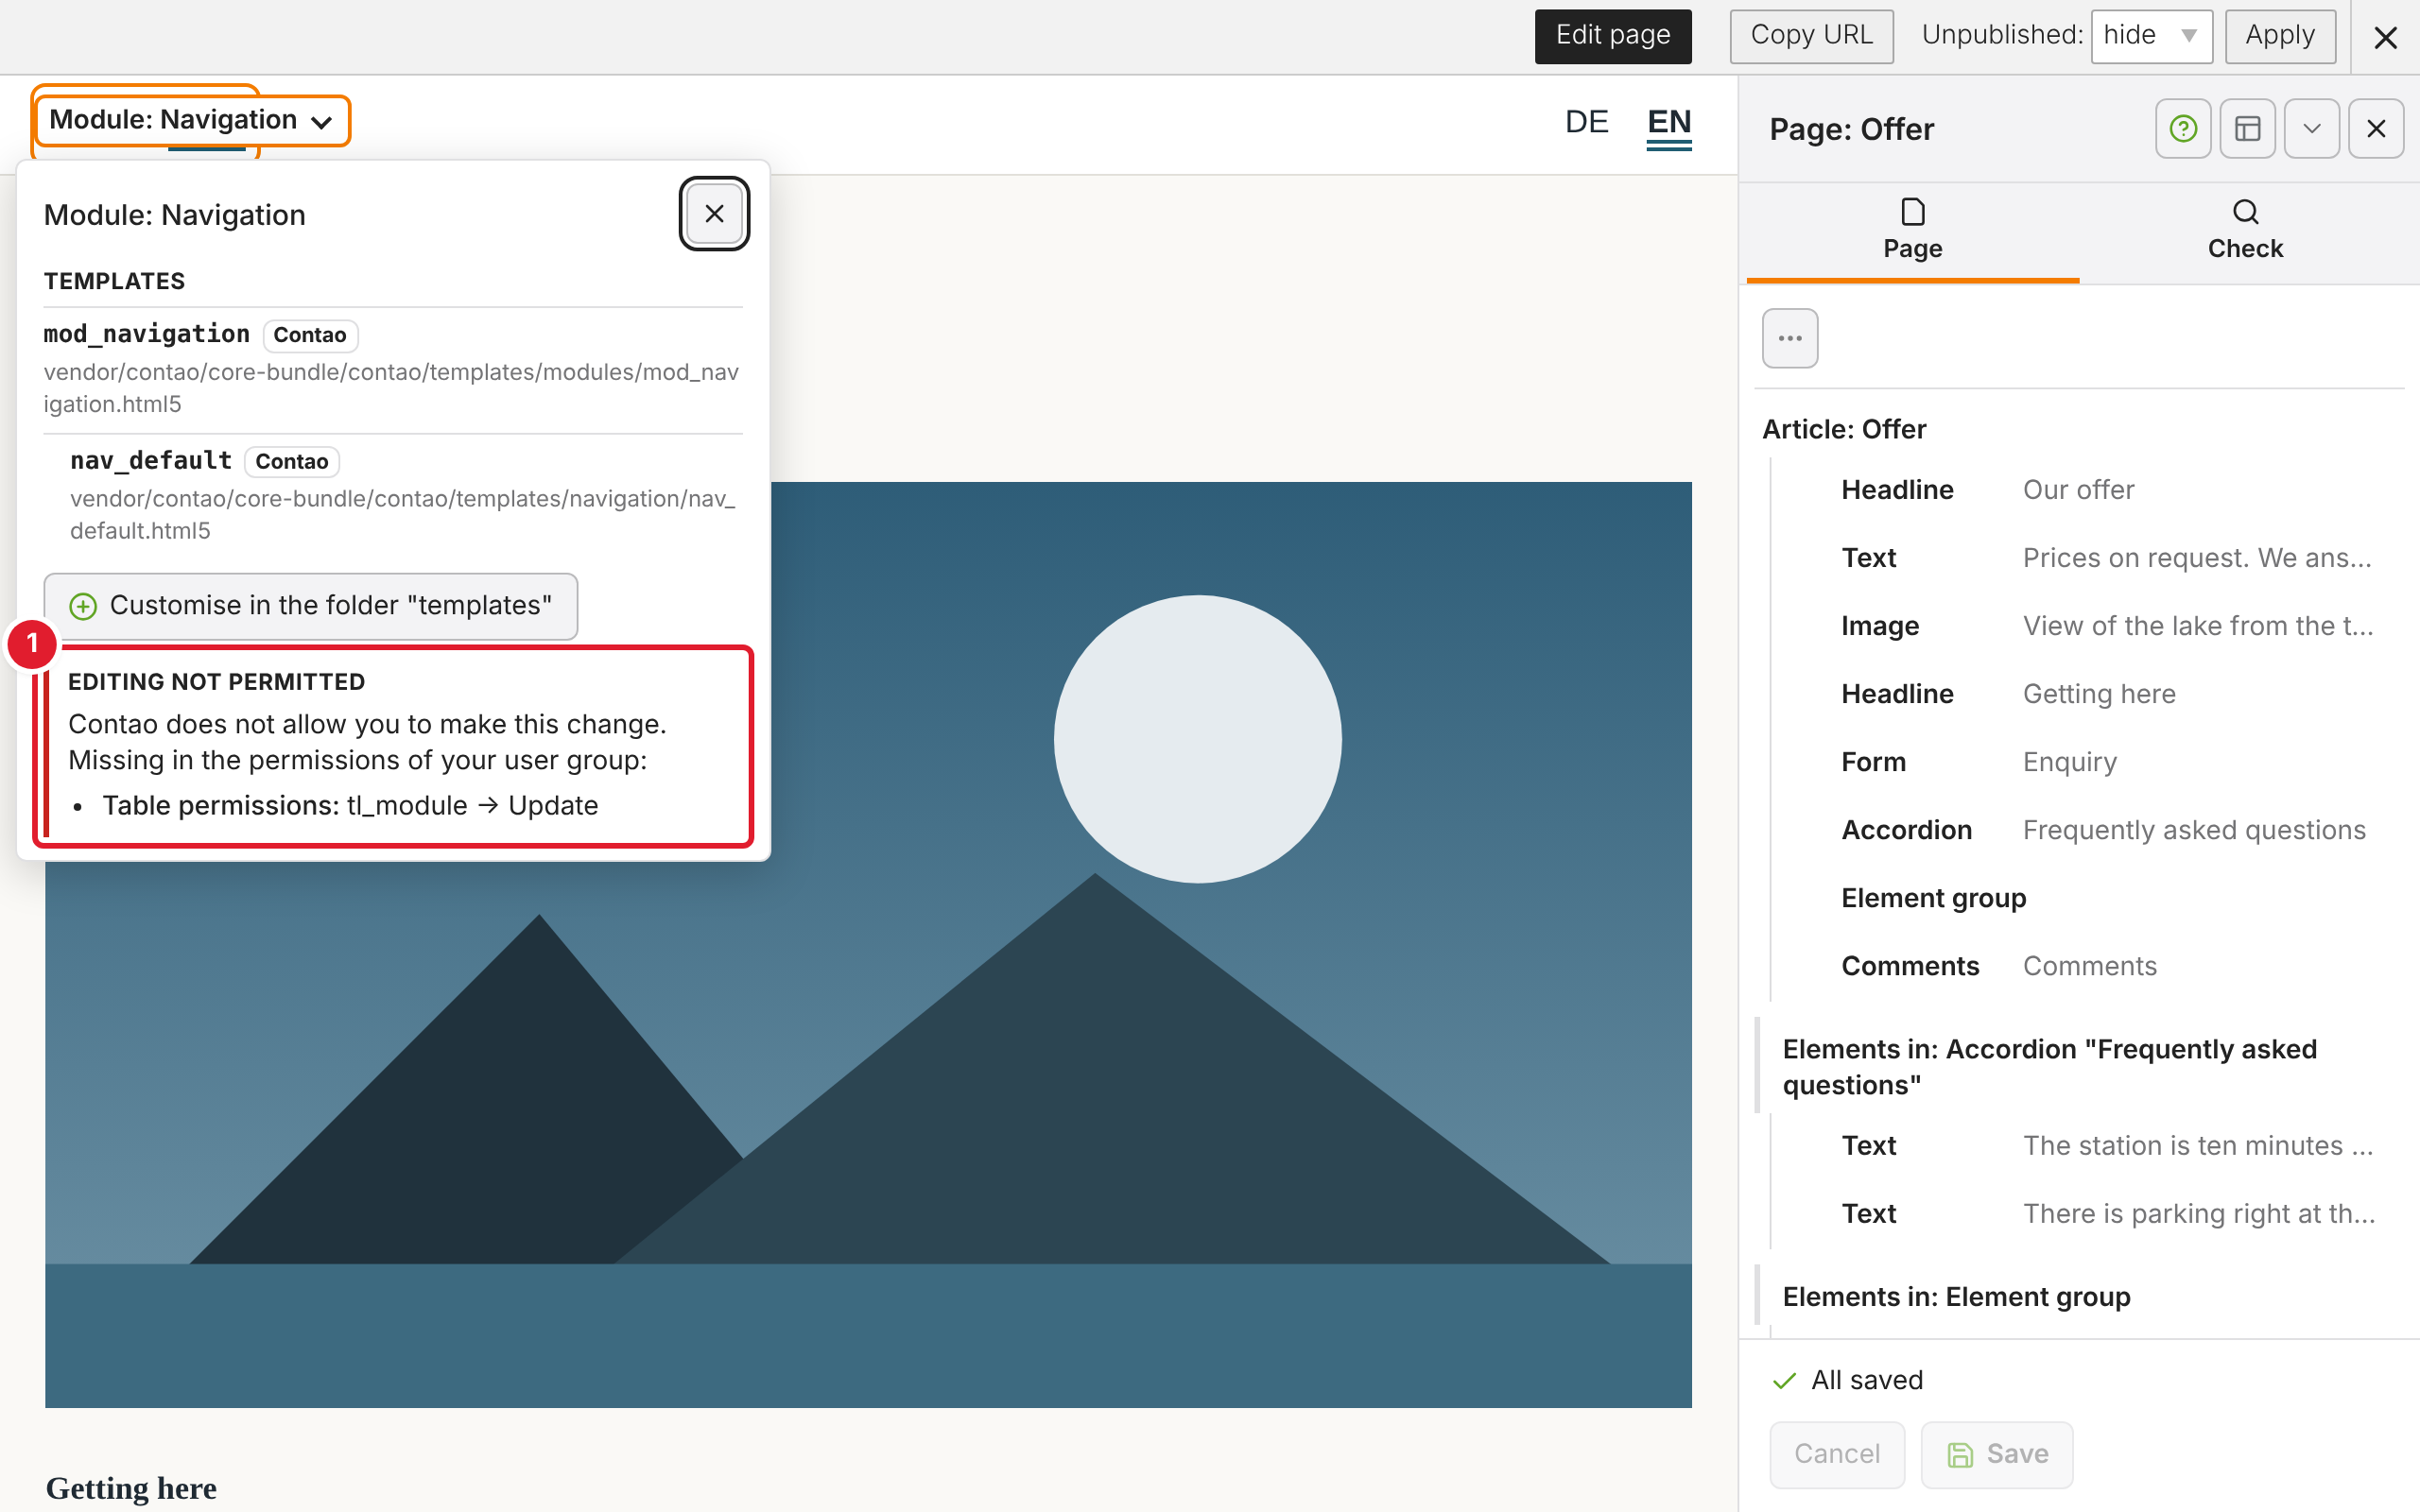 Edit page
Copy URL
Unpublished:
hide
Apply
Module: Navigation
DE
EN
Module: Navigation
TEMPLATES
mod_navigation Contao
vendor/contao/core-bundle/contao/templates/modules/mod_nav
igation.html5
nav_default Contao
vendor/contao/core-bundle/contao/templates/navigation/nav_
default.html5
Customise in the folder "templates"
1
EDITING NOT PERMITTED
Contao does not allow you to make this change.
Missing in the permissions of your user group:
• Table permissions: tl_module → Update
Getting here
Page: Offer
Page
Check
Article: Offer
Headline Our offer
Text Prices on request. We ans...
Image View of the lake from the t...
Headline Getting here
Form Enquiry
Accordion Frequently asked questions
Element group
Comments Comments
Elements in: Accordion "Frequently asked
questions"
Text The station is ten minutes ...
Text There is parking right at th...
Elements in: Element group
All saved
Cancel
Save